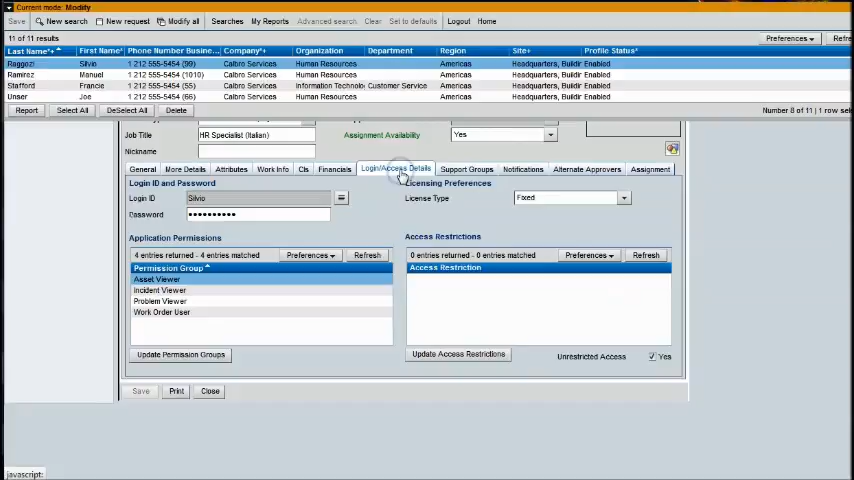 Current mode: Modify
Save New search New request Modify all Searches My Reports Advanced search Clear Set to defaults Logout Home
11 of 11 results Preferences Refre
Last Name*+ First Name* Phone Number Busine... Company*+ Organization Department Region Site+ Profile Status*
Raggozi Silvio 1 212 555-5454 (99) Calbro Services Human Resources Americas Headquarters, Buildir Enabled
Ramirez Manuel 1 212 555-5454 (1010) Calbro Services Human Resources Americas Headquarters, Buildir Enabled
Stafford Francie 1 212 555-5454 (55) Calbro Services Information Technolo Customer Service Americas Headquarters, Buildir Enabled
Unser Joe 1 212 555-5454 (66) Calbro Services Human Resources Americas Headquarters, Buildir Enabled
Report Select All DeSelect All Delete Number 8 of 11 | 1 row sele
Job Title HR Specialist (Italian) Assignment Availability Yes
Nickname
General More Details Attributes Work Info CIs Financials Login/Access Details Support Groups Notifications Alternate Approvers Assignment
Login ID and Password Licensing Preferences
Login ID Silvio License Type Fixed
Password
Application Permissions Access Restrictions
4 entries returned - 4 entries matched Preferences Refresh 0 entries returned - 0 entries matched Preferences Refresh
Permission Group Access Restriction
Asset Viewer
Incident Viewer
Problem Viewer
Work Order User
Update Permission Groups Update Access Restrictions Unrestricted Access Yes
Save Print Close
javascript: